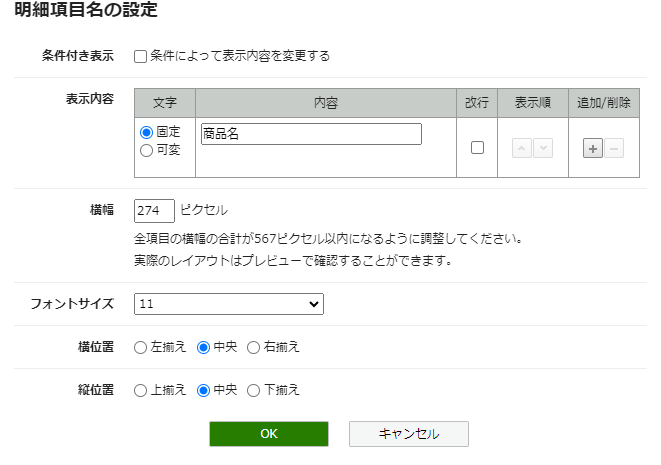 明細項目名の設定
条件付き表示 条件によって表示内容を変更する
表示内容 文字 内容 改行 表示順 追加/削除
固定 商品名
可変
横幅 274 ピクセル
全項目の横幅の合計が567ピクセル以内になるように調整してください。
実際のレイアウトはプレビューで確認することができます。
フォントサイズ 11
横位置 左揃え 中央 右揃え
縦位置 上揃え 中央 下揃え
OK キャンセル